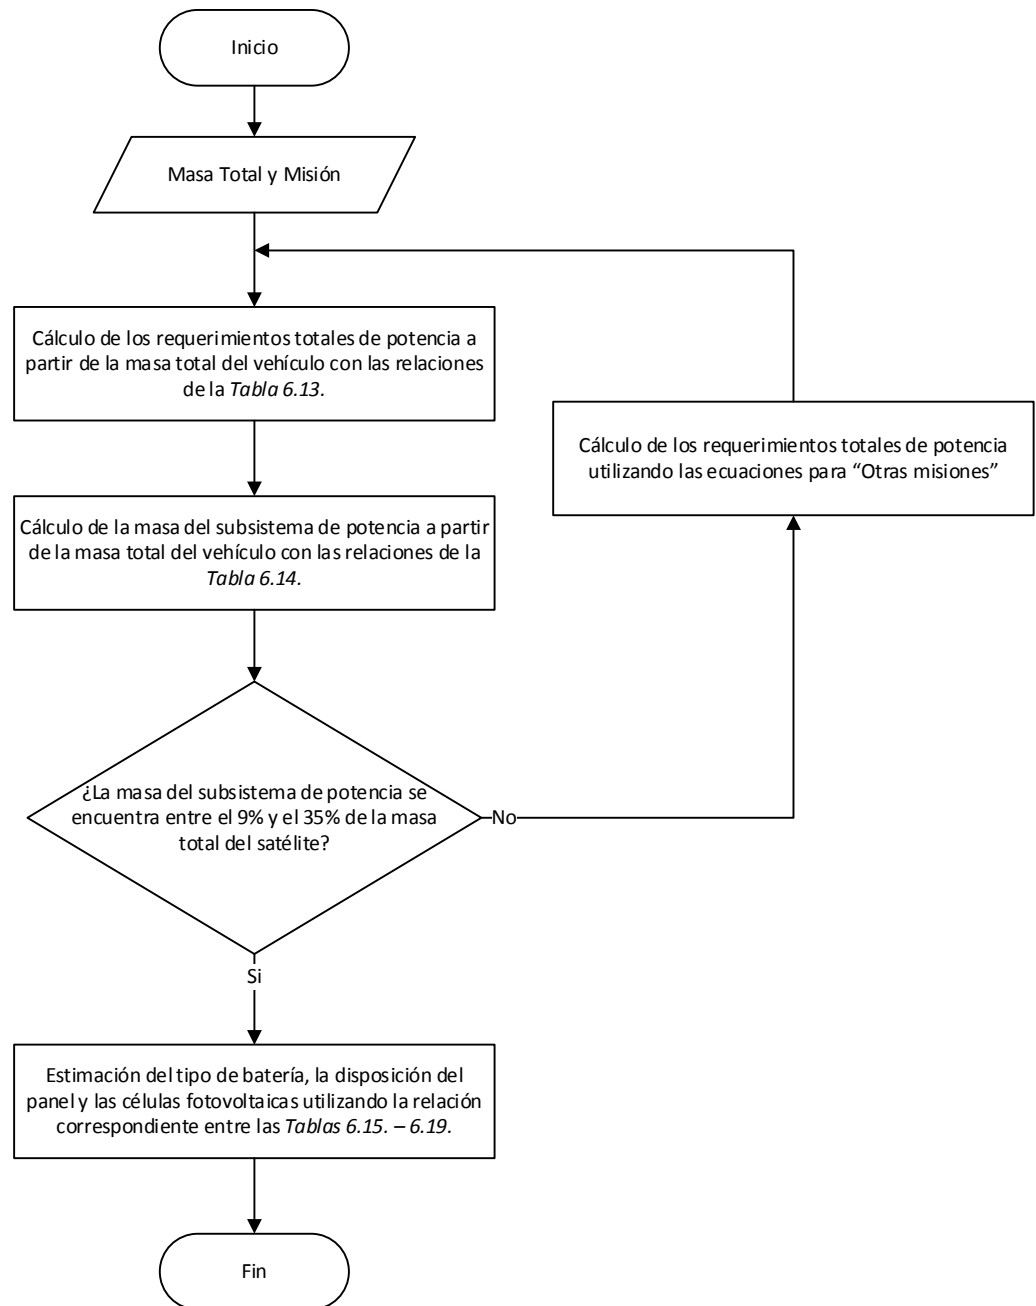 Inicio
Masa Total y Misión
Cálculo de los requerimientos totales de potencia a
partir de la masa total del vehículo con las relaciones
de la Tabla 6.13.
Cálculo de los requerimientos totales de potencia
utilizando las ecuaciones para “Otras misiones”
Cálculo de la masa del subsistema de potencia a partir
de la masa total del vehículo con las relaciones de la
Tabla 6.14.
¿La masa del subsistema de potencia se
encuentra entre el 9% y el 35% de la masa
total del satélite?
No
Si
Estimación del tipo de batería, la disposición del
panel y las células fotovoltaicas utilizando la relación
correspondiente entre las Tablas 6.15. – 6.19.
Fin